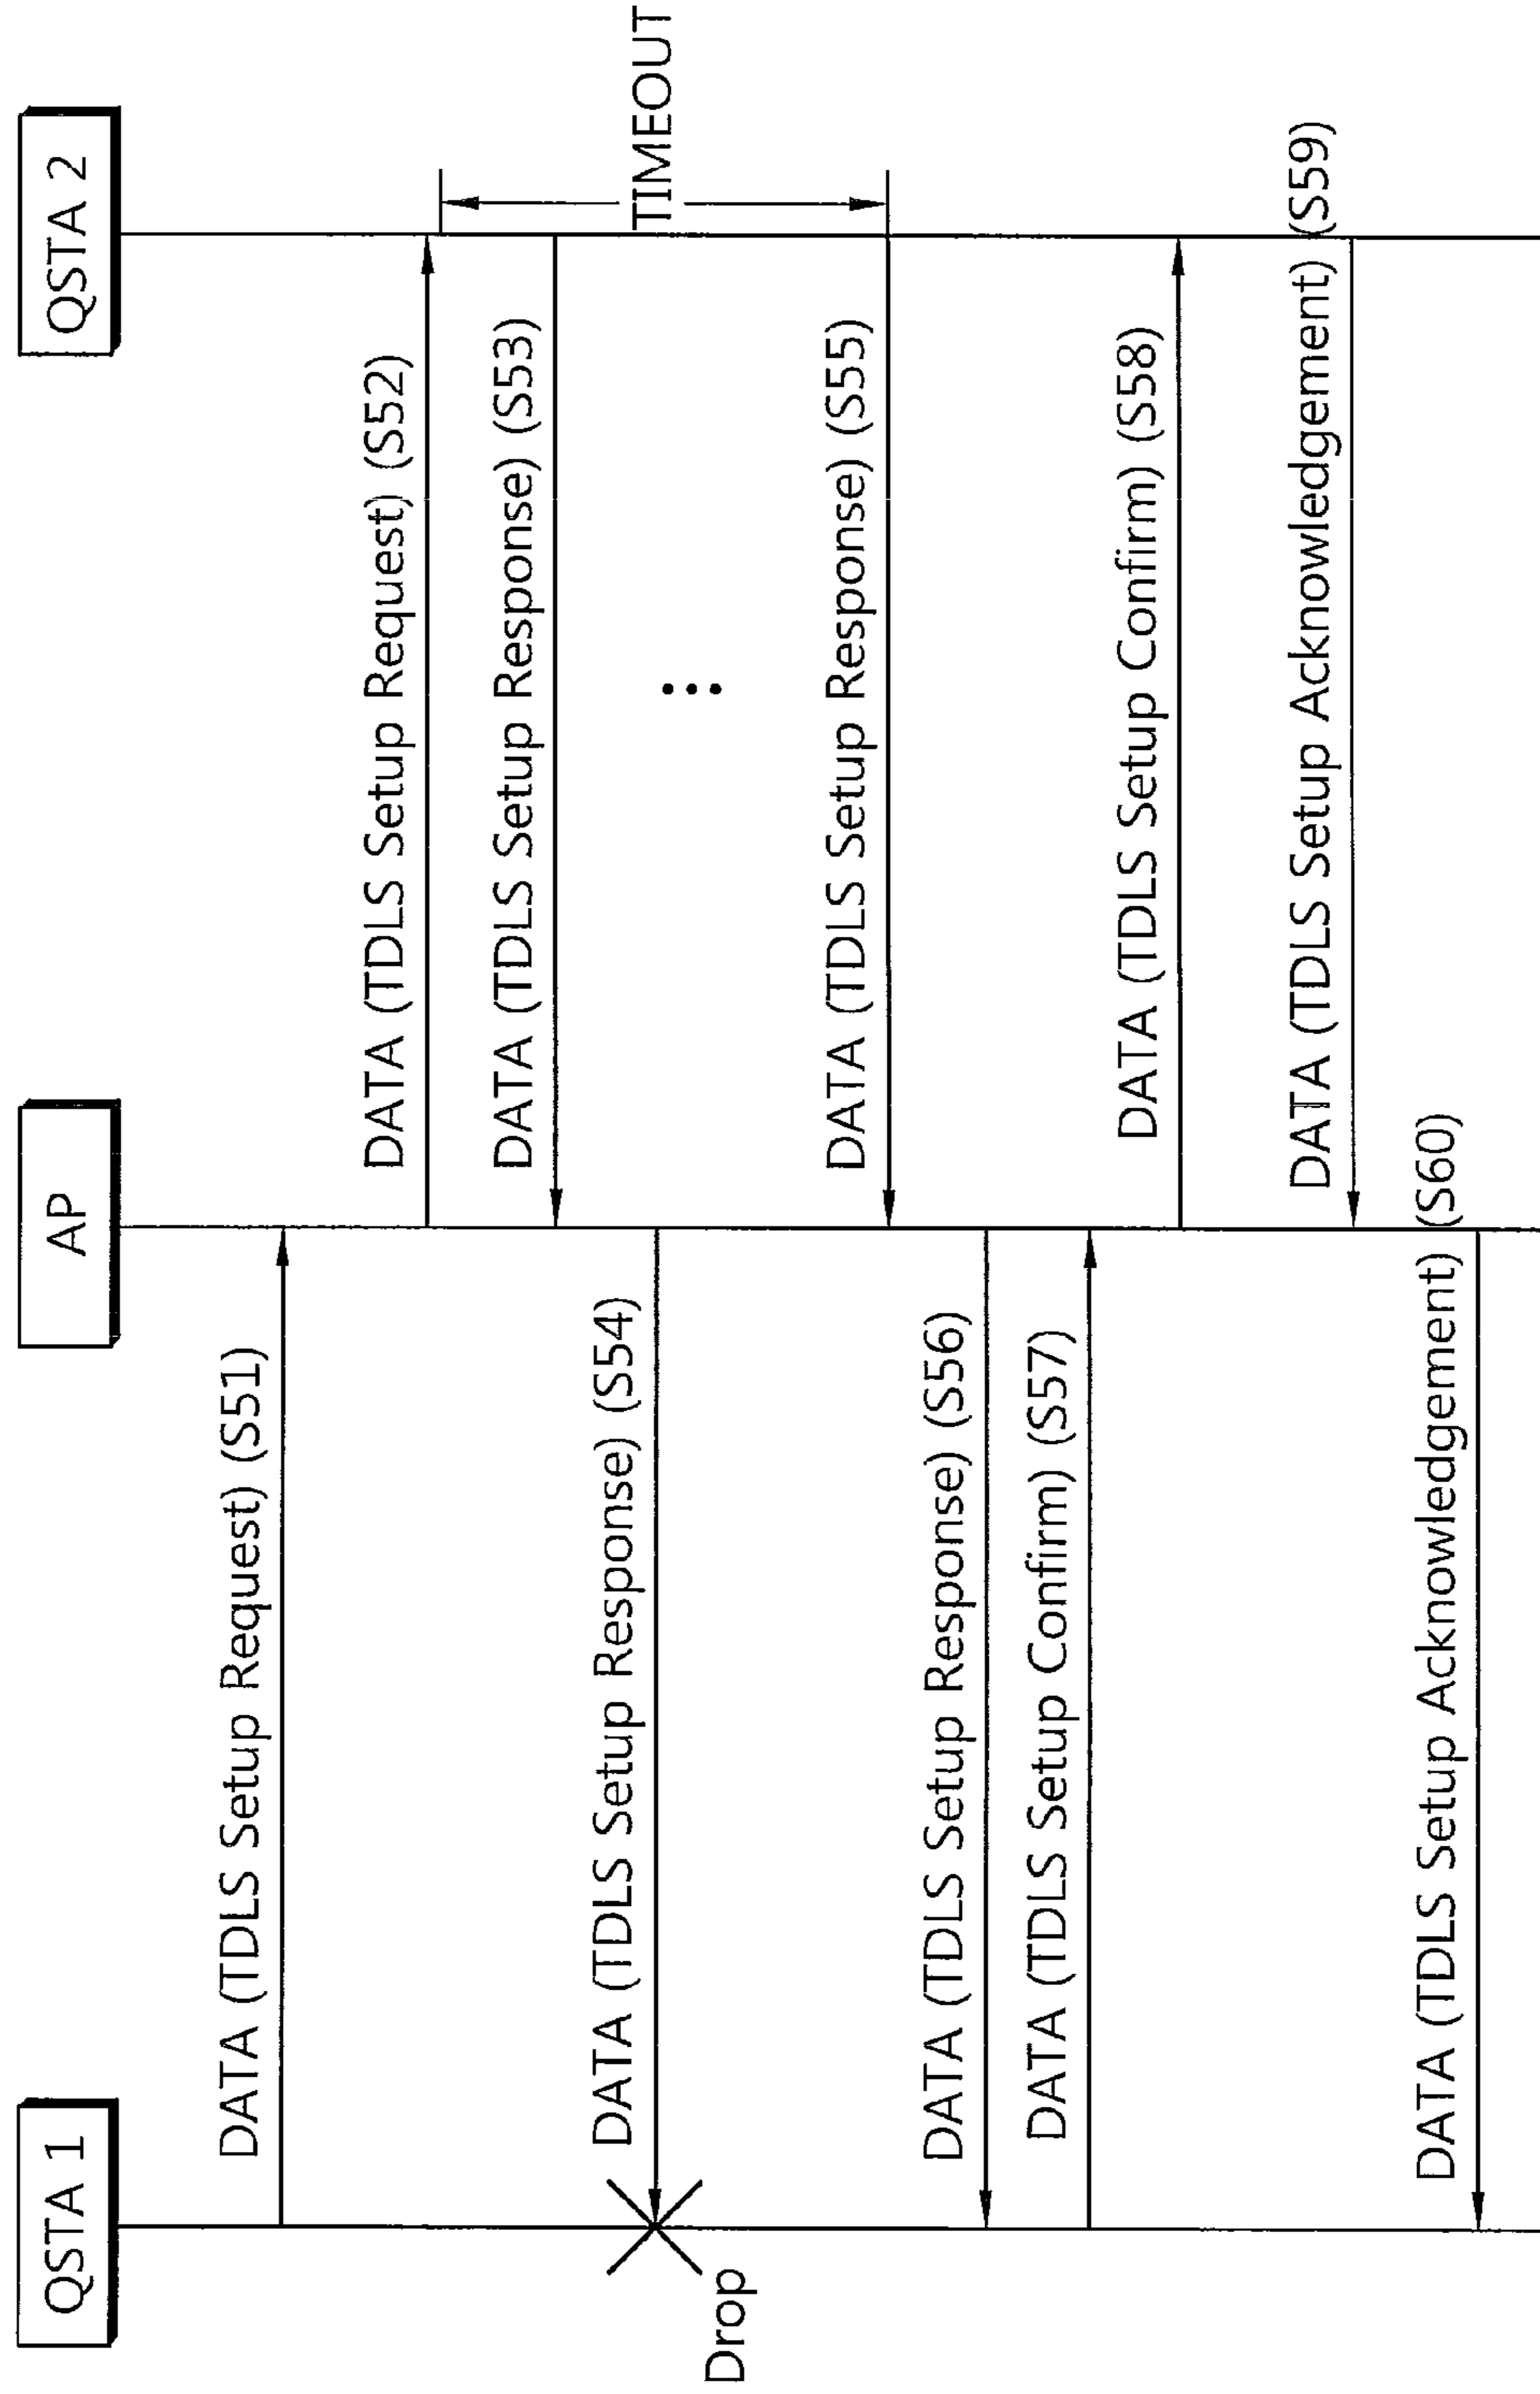 QSTA 1
AP
QSTA 2
DATA (TDLS Setup Request) (S51)
DATA (TDLS Setup Request) (S52)
DATA (TDLS Setup Response) (S53)
DATA (TDLS Setup Response) (S54)
Drop
TIMEOUT
DATA (TDLS Setup Response) (S55)
DATA (TDLS Setup Response) (S56)
DATA (TDLS Setup Confirm) (S57)
DATA (TDLS Setup Confirm) (S58)
DATA (TDLS Setup Acknowledgement) (S59)
DATA (TDLS Setup Acknowledgement) (S60)